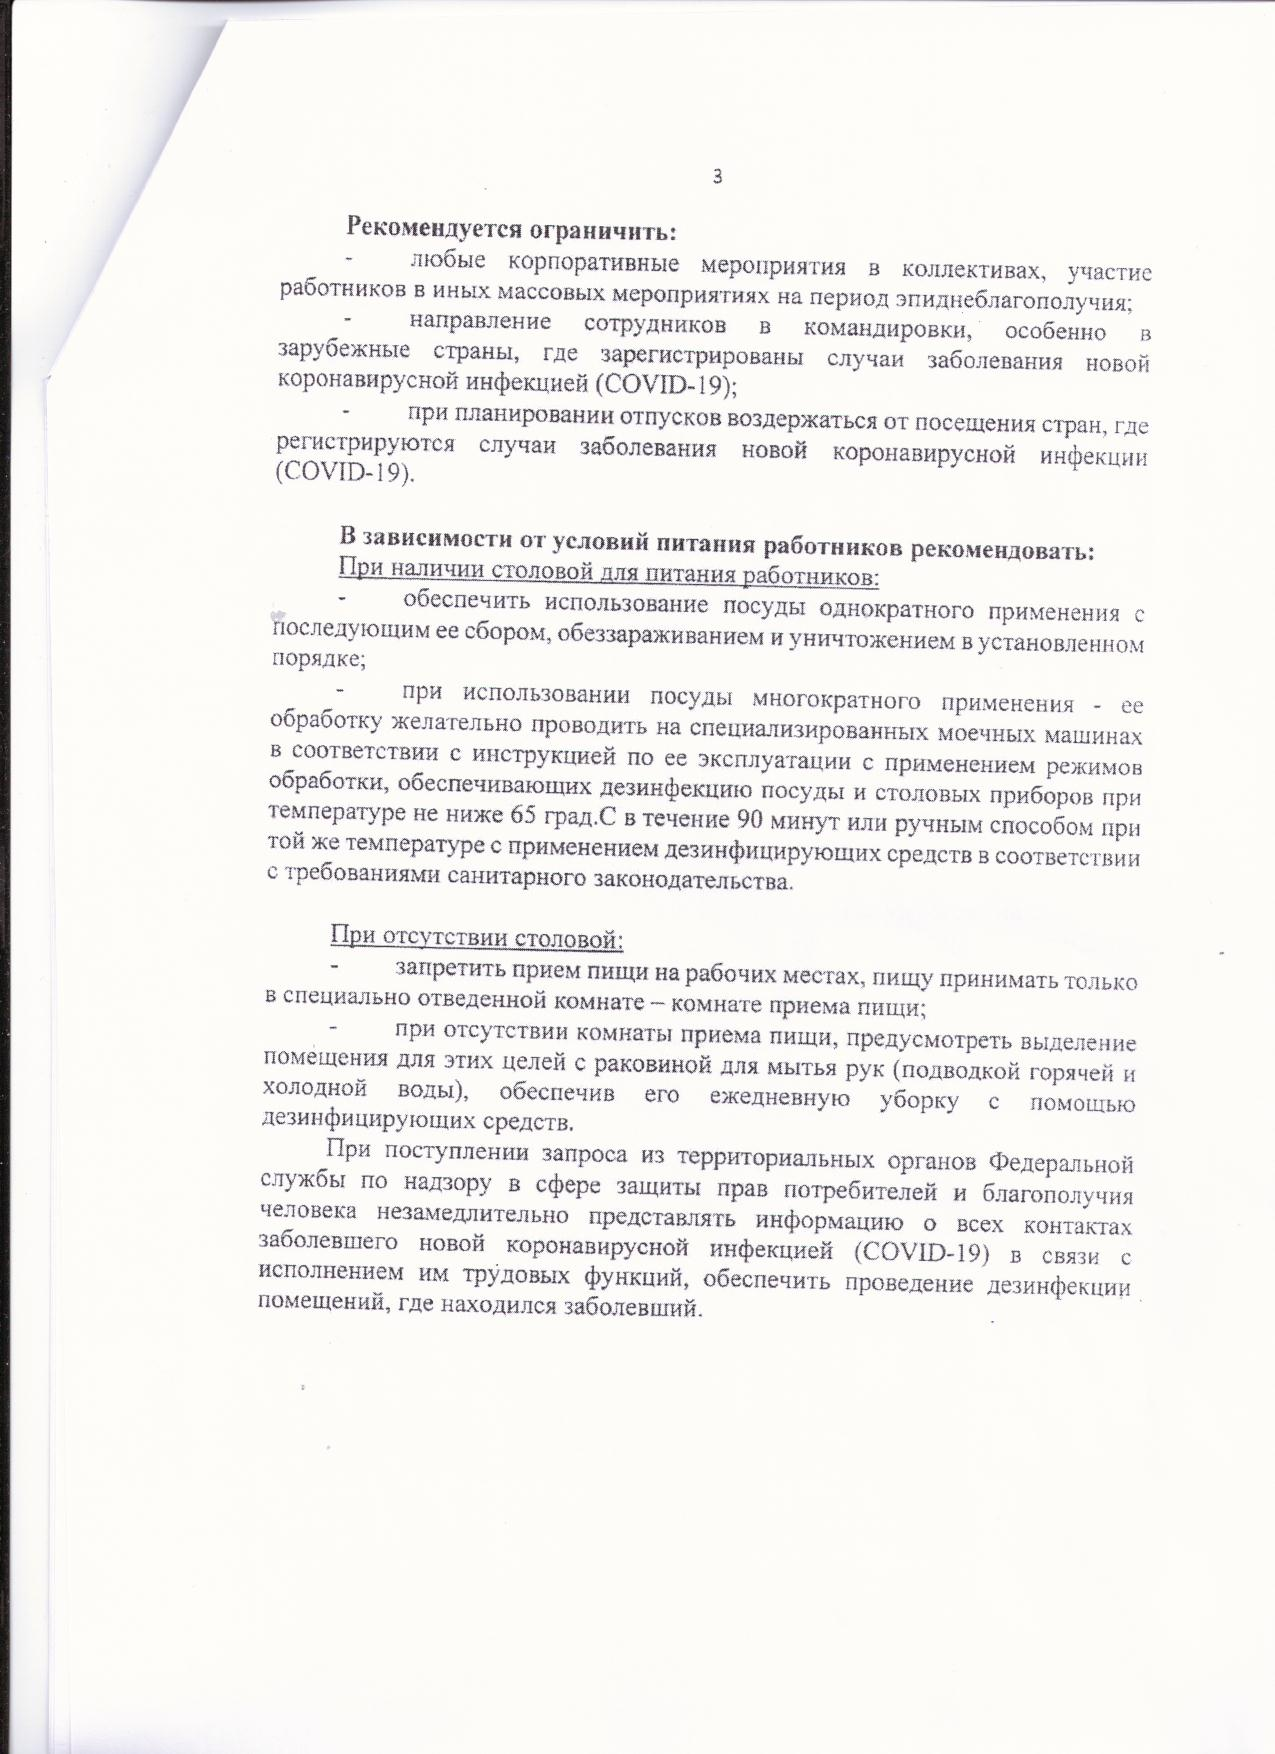 3
Рекомендуется ограничить:
- любые корпоративные мероприятия в коллективах, участие
работников в иных массовых мероприятиях на период эпиднеблагополучия;
- направление сотрудников в командировки, особенно в
зарубежные страны, где зарегистрированы случаи заболевания новой
коронавирусной инфекцией (COVID-19);
- при планировании отпусков воздержаться от посещения стран, где
регистрируются случаи заболевания новой коронавирусной инфекции
(COVID-19).
В зависимости от условий питания работников рекомендовать:
При наличии столовой для питания работников:
- обеспечить использование посуды однократного применения с
последующим ее сбором, обеззараживанием и уничтожением в установленном
порядке;
- при использовании посуды многократного применения - ее
обработку желательно проводить на специализированных моечных машинах
в соответствии с инструкцией по ее эксплуатации с применением режимов
обработки, обеспечивающих дезинфекцию посуды и столовых приборов при
температуре не ниже 65 град.С в течение 90 минут или ручным способом при
той же температуре с применением дезинфицирующих средств в соответствии
с требованиями санитарного законодательства.
При отсутствии столовой:
- запретить прием пищи на рабочих местах, пищу принимать только
в специально отведенной комнате – комнате приема пищи;
- при отсутствии комнаты приема пищи, предусмотреть выделение
помещения для этих целей с раковиной для мытья рук (подводкой горячей и
холодной воды), обеспечив его ежедневную уборку с помощью
дезинфицирующих средств.
При поступлении запроса из территориальных органов Федеральной
службы по надзору в сфере защиты прав потребителей и благополучия
человека незамедлительно представлять информацию о всех контактах
заболевшего новой коронавирусной инфекцией (COVID-19) в связи с
исполнением им трудовых функций, обеспечить проведение дезинфекции
помещений, где находился заболевший.